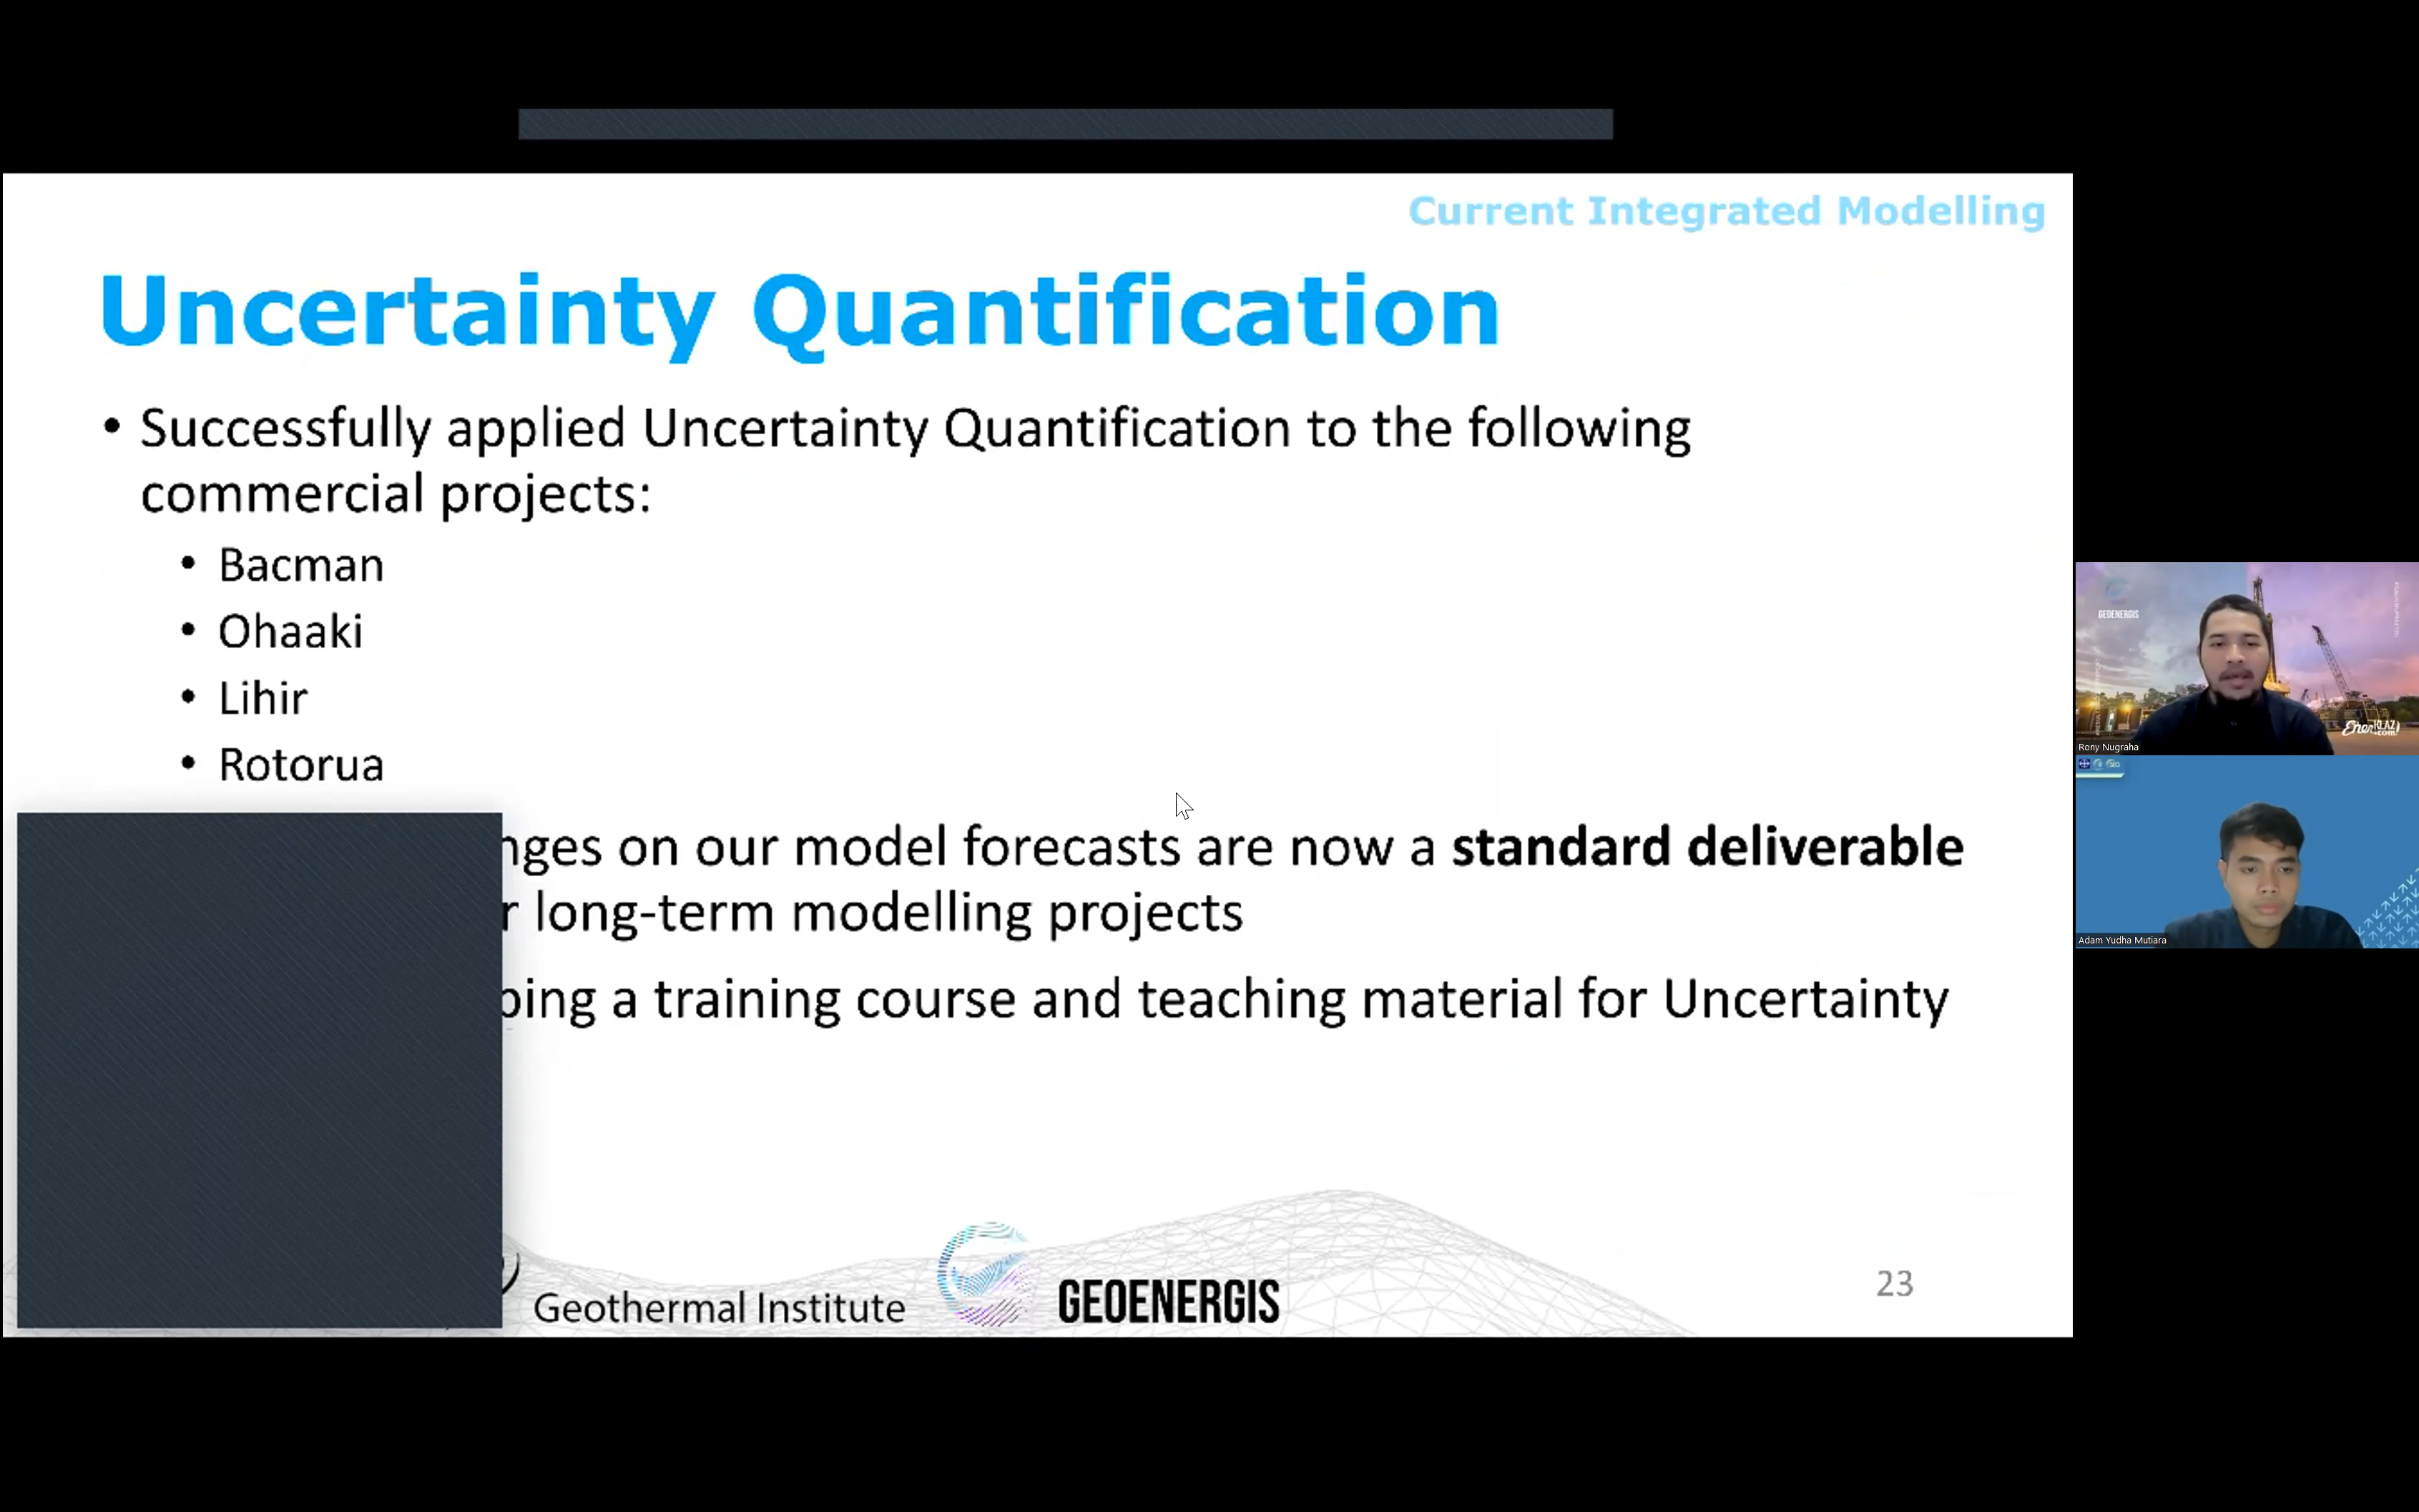 Current Integrated Modelling
Uncertainty Quantification
• Successfully applied Uncertainty Quantification to the following
commercial projects:
• Bacman
• Ohaaki
• Lihir
• Rotorua
on our model forecasts are now a standard deliverable
long-term modelling projects
a training course and teaching material for Uncertainty
Geothermal Institute
GEOENERGIS
23
GEOENERGIS
Rony Nugraha
Adam Yudha Mutiara